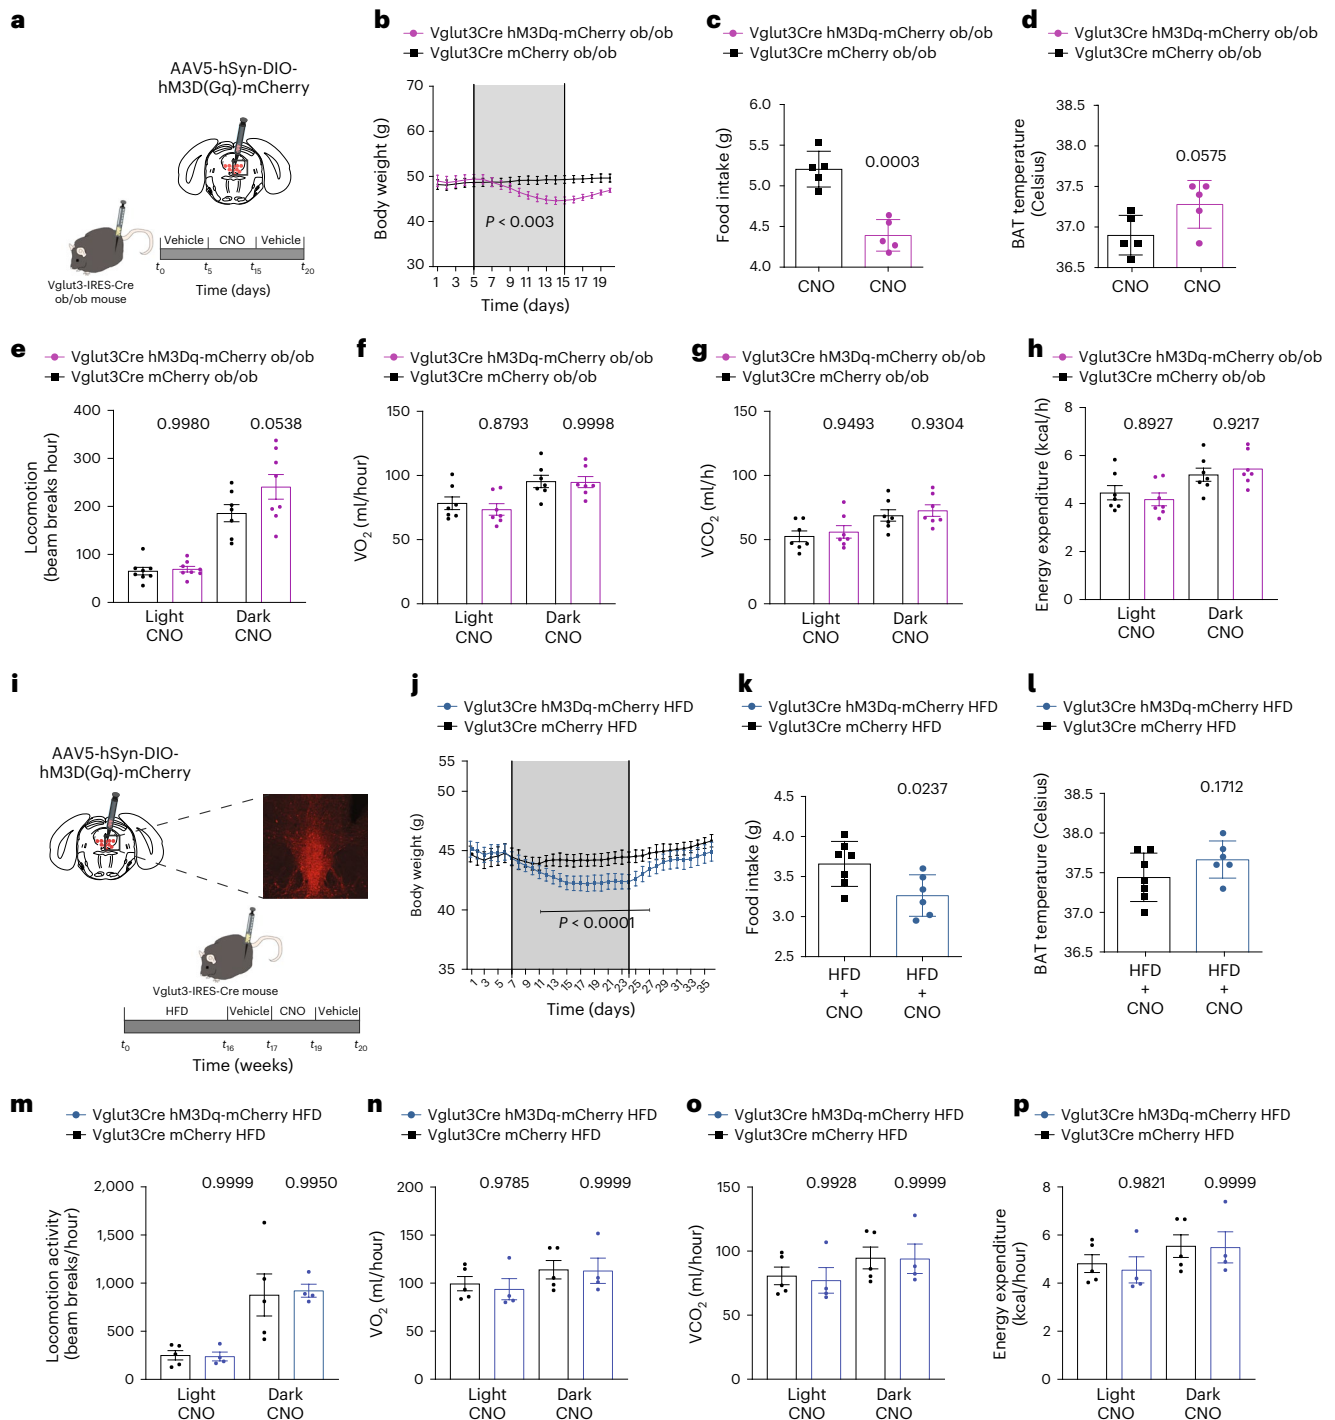 a
AAV5-hSyn-DIO-
hM3D(Gq)-mCherry
Vehicle
CNO
Vehicle
t0
t5
t15
t20
Time (days)
Vglut3-IRES-Cre
ob/ob mouse
b
Vglut3Cre hM3Dq-mCherry ob/ob
Vglut3Cre mCherry ob/ob
Body weight (g)
70
60
50
40
30
P < 0.003
1 3 5 7 9 11 13 15 17 19
Time (days)
c
Vglut3Cre hM3Dq-mCherry ob/ob
Vglut3Cre mCherry ob/ob
Food intake (g)
6.0
5.5
5.0
4.5
4.0
0.0003
CNO CNO
d
Vglut3Cre hM3Dq-mCherry ob/ob
Vglut3Cre mCherry ob/ob
BAT temperature
(Celsius)
38.5
38.0
37.5
37.0
36.5
0.0575
CNO CNO
e
Vglut3Cre hM3Dq-mCherry ob/ob
Vglut3Cre mCherry ob/ob
Locomotion
(beam breaks hour)
400
300
200
100
0
0.9980 0.0538
Light Dark
CNO CNO
f
Vglut3Cre hM3Dq-mCherry ob/ob
Vglut3Cre mCherry ob/ob
VO2 (ml/hour)
150
100
50
0
0.8793 0.9998
Light Dark
CNO CNO
g
Vglut3Cre hM3Dq-mCherry ob/ob
Vglut3Cre mCherry ob/ob
VCO2 (ml/h)
150
100
50
0
0.9493 0.9304
Light Dark
CNO CNO
h
Vglut3Cre hM3Dq-mCherry ob/ob
Vglut3Cre mCherry ob/ob
Energy expenditure (kcal/h)
8
6
4
2
0
0.8927 0.9217
Light Dark
CNO CNO
i
AAV5-hSyn-DIO-
hM3D(Gq)-mCherry
Vglut3-IRES-Cre mouse
HFD
Vehicle
CNO
Vehicle
t0
t16
t17
t19
t20
Time (weeks)
j
Vglut3Cre hM3Dq-mCherry HFD
Vglut3Cre mCherry HFD
Body weight (g)
55
50
45
40
35
P < 0.0001
1 3 5 7 9 11 13 15 17 19 21 23 25 27 29 31 33 35
Time (days)
k
Vglut3Cre hM3Dq-mCherry HFD
Vglut3Cre mCherry HFD
Food intake (g)
4.5
4.0
3.5
3.0
2.5
0.0237
HFD HFD
+ +
CNO CNO
l
Vglut3Cre hM3Dq-mCherry HFD
Vglut3Cre mCherry HFD
BAT temperature (Celsius)
38.5
38.0
37.5
37.0
36.5
0.1712
HFD HFD
+ +
CNO CNO
m
Vglut3Cre hM3Dq-mCherry HFD
Vglut3Cre mCherry HFD
Locomotion activity
(beam breaks/hour)
2,000
1,500
1,000
500
0
0.9999 0.9950
Light Dark
CNO CNO
n
Vglut3Cre hM3Dq-mCherry HFD
Vglut3Cre mCherry HFD
VO2 (ml/hour)
200
150
100
50
0
0.9785 0.9999
Light Dark
CNO CNO
o
Vglut3Cre hM3Dq-mCherry HFD
Vglut3Cre mCherry HFD
VCO2 (ml/hour)
150
100
50
0
0.9928 0.9999
Light Dark
CNO CNO
p
Vglut3Cre hM3Dq-mCherry HFD
Vglut3Cre mCherry HFD
Energy expenditure
(kcal/hour)
8
6
4
2
0
0.9821 0.9999
Light Dark
CNO CNO